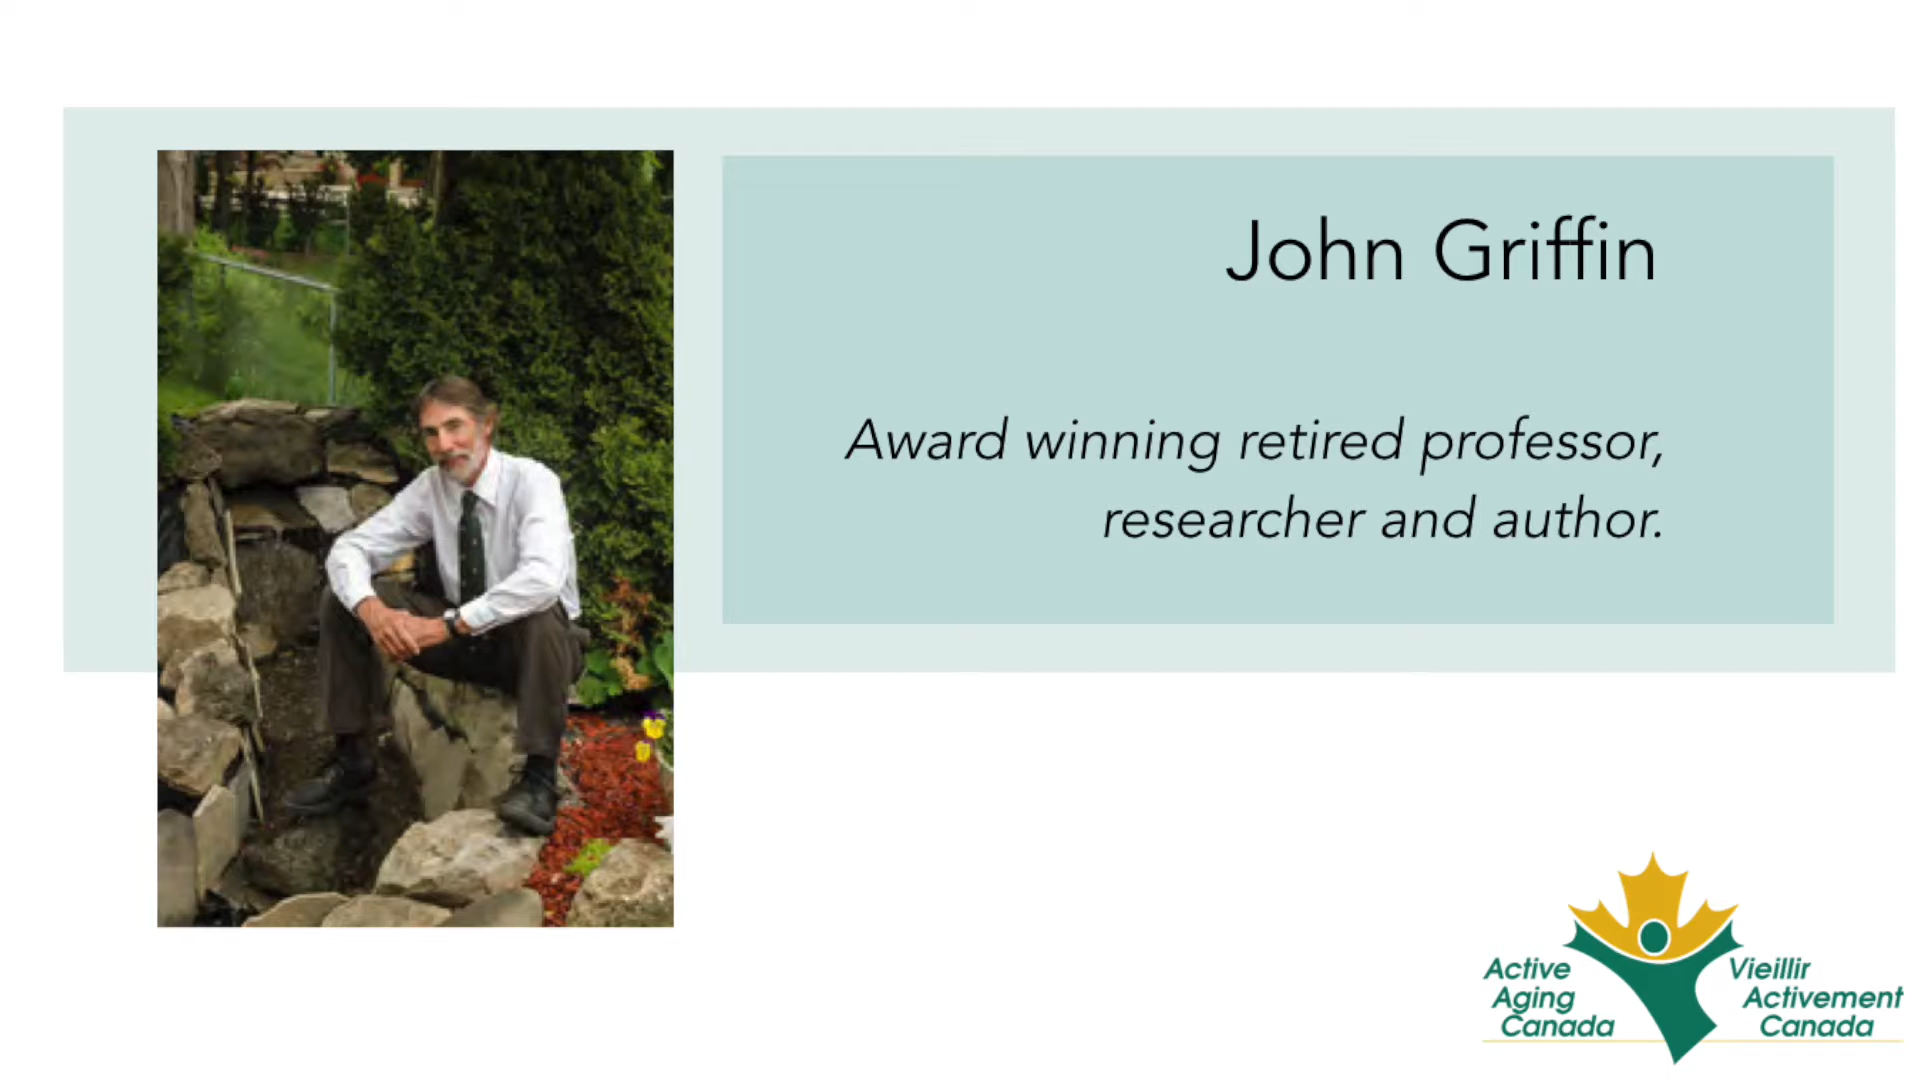 John Griffin
Award winning retired professor,
researcher and author.
Active
Aging
Canada
Vieillir
Activement
Canada